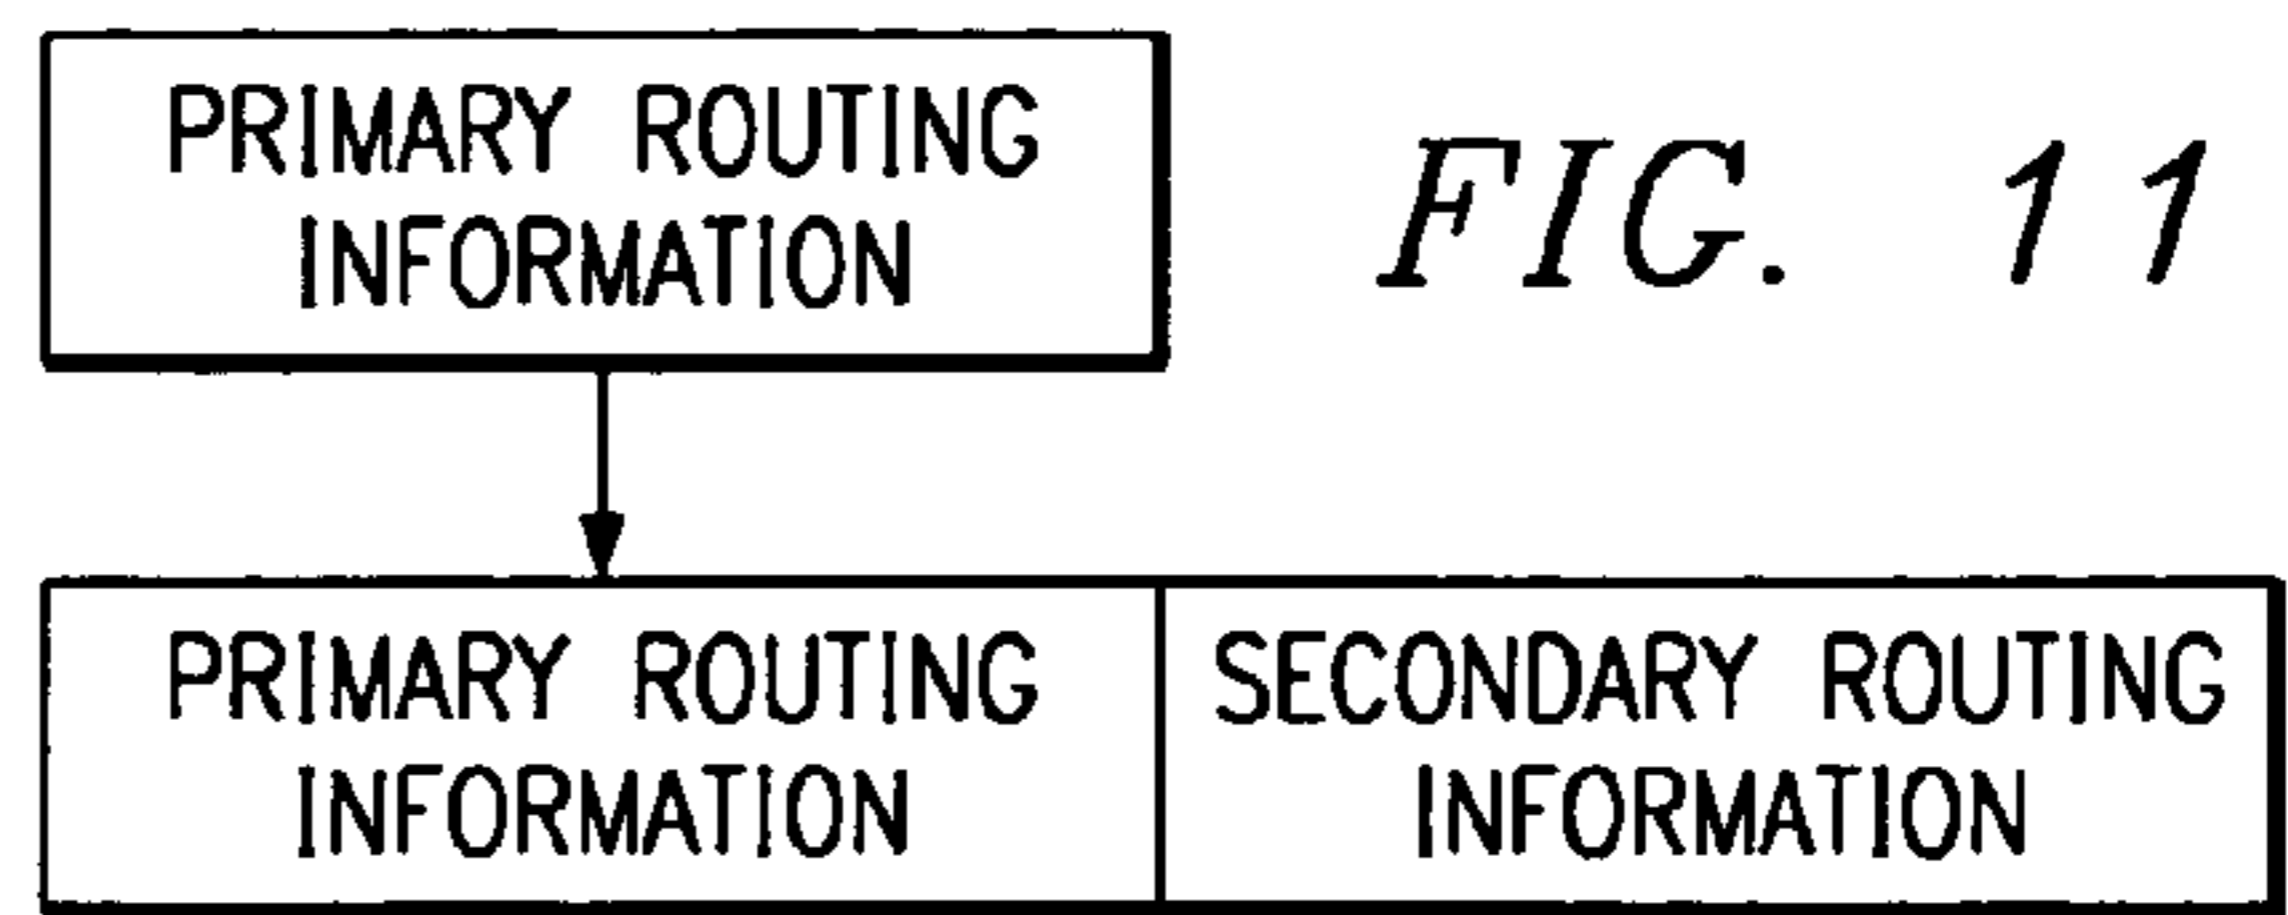 PRIMARY ROUTING
INFORMATION
FIG. 11
PRIMARY ROUTING
INFORMATION
SECONDARY ROUTING
INFORMATION